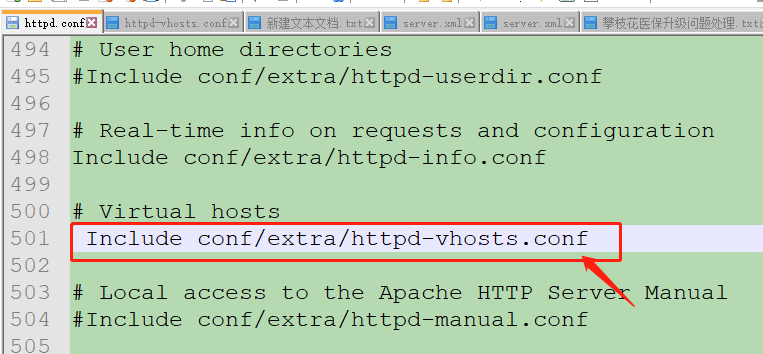 httpd.conf httpd-vhosts.conf 新建文本文档.txt server.xml server.xml 攀枝花医保升级问题处理.txt
494 # User home directories
495 #Include conf/extra/httpd-userdir.conf
496
497 # Real-time info on requests and configuration
498 Include conf/extra/httpd-info.conf
499
500 # Virtual hosts
501 Include conf/extra/httpd-vhosts.conf
502
503 # Local access to the Apache HTTP Server Manual
504 #Include conf/extra/httpd-manual.conf